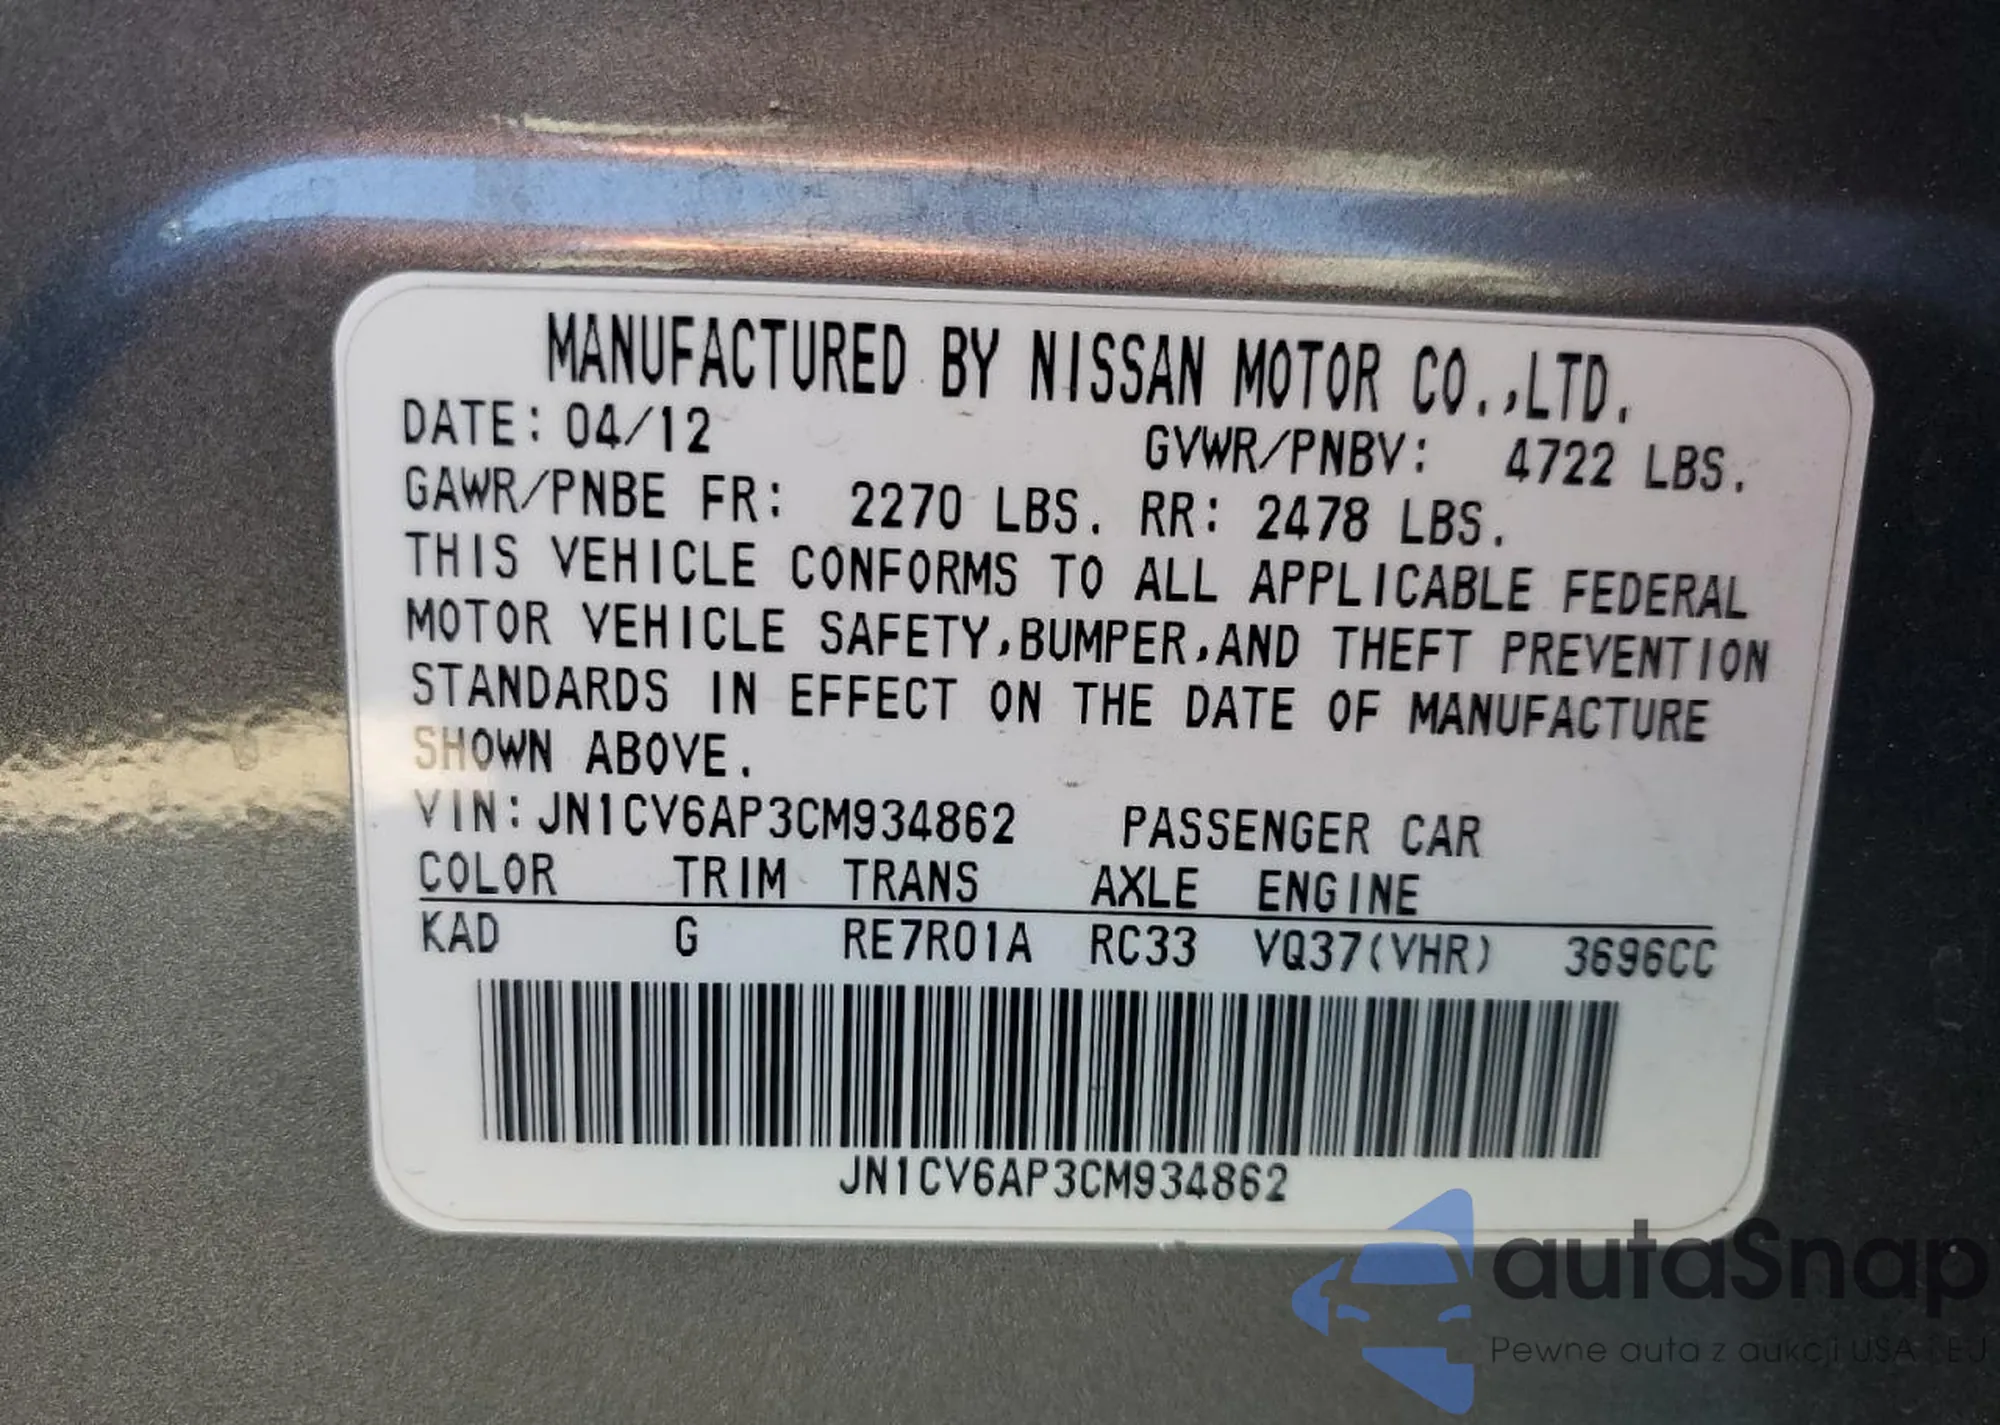 MANUFACTURED BY NISSAN MOTOR CO.,LTD.
DATE: 04/12 GVWR/PNBV: 4722 LBS.
GAWR/PNBE FR: 2270 LBS. RR: 2478 LBS.
THIS VEHICLE CONFORMS TO ALL APPLICABLE FEDERAL
MOTOR VEHICLE SAFETY,BUMPER,AND THEFT PREVENTION
STANDARDS IN EFFECT ON THE DATE OF MANUFACTURE
SHOWN ABOVE.
VIN:JN1CV6AP3CM934862 PASSENGER CAR
COLOR TRIM TRANS AXLE ENGINE
KAD G RE7R01A RC33 VQ37(VHR) 3696CC
JN1CV6AP3CM934862
autaSnap
Pewne auta z aukcji USA i EU